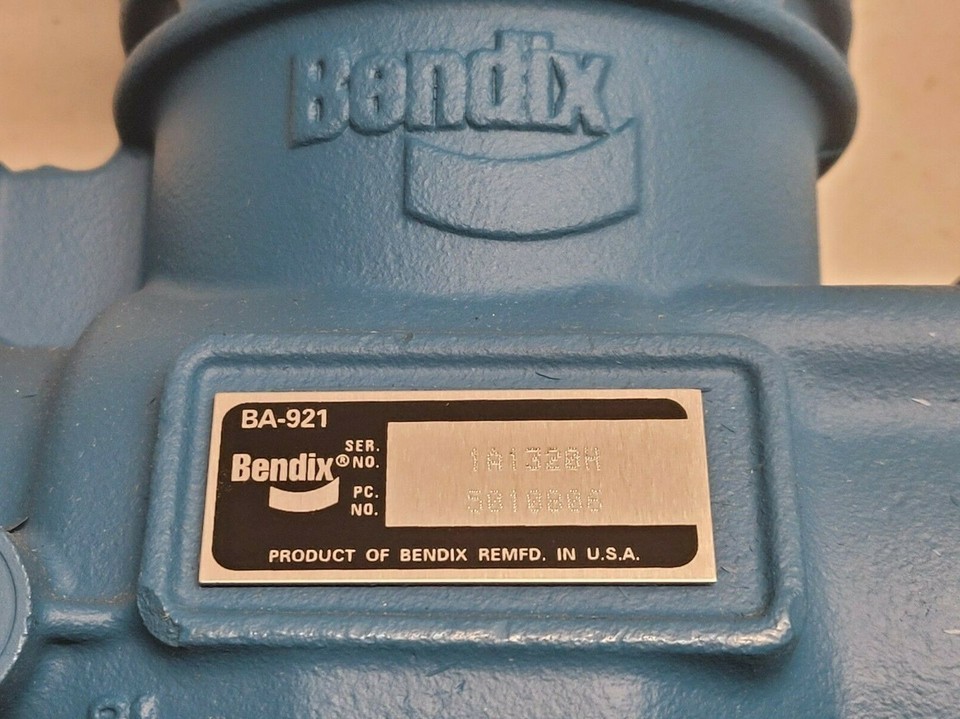 Bendix
BA-921
SER.
NO.
Bendix®
1A1320H
PC.
NO.
5010006
PRODUCT OF BENDIX REMFD. IN U.S.A.